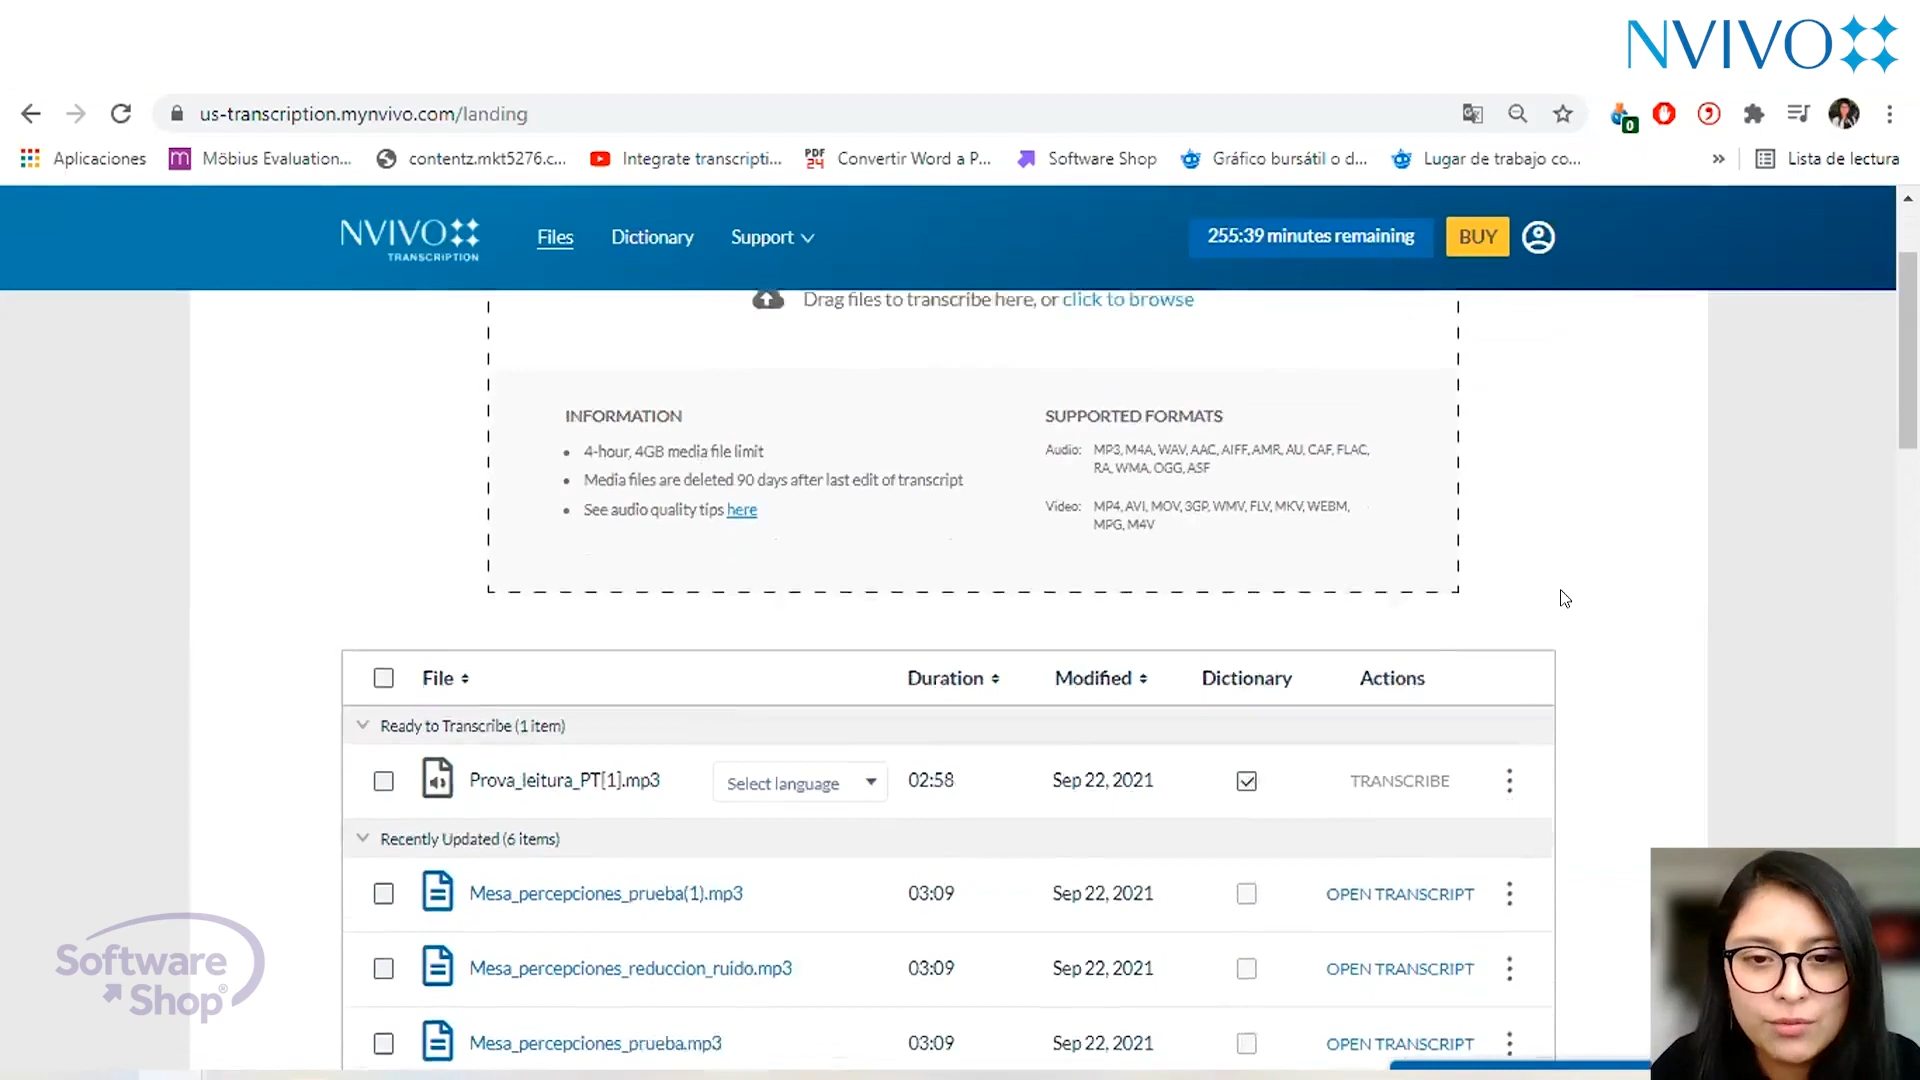 NVIVO
us-transcription.mynvivo.com/landing
0
Aplicaciones
m Möbius Evaluation...
contentz.mkt5276.c...
Integrate transcripti...
PDF 24 Convertir Word a P...
Software Shop
Gráfico bursátil o d...
Lugar de trabajo co...
»
Lista de lectura
NVIVO
TRANSCRIPTION
Files
Dictionary
Support
255:39 minutes remaining
BUY
Drag files to transcribe here, or click to browse
INFORMATION
• 4-hour, 4GB media file limit
• Media files are deleted 90 days after last edit of transcript
• See audio quality tips here
SUPPORTED FORMATS
Audio: MP3, M4A, WAV, AAC, AIFF, AMR, AU, CAF, FLAC,
RA, WMA, OGG, ASF
Video: MP4, AVI, MOV, 3GP, WMV, FLV, MKV, WEBM,
MPG, M4V
File Duration Modified Dictionary Actions
Ready to Transcribe (1 item)
Prova_leitura_PT[1].mp3 Select language 02:58 Sep 22, 2021 TRANSCRIBE
Recently Updated (6 items)
Mesa_percepciones_prueba(1).mp3 03:09 Sep 22, 2021 OPEN TRANSCRIPT
Mesa_percepciones_reduccion_ruido.mp3 03:09 Sep 22, 2021 OPEN TRANSCRIPT
Mesa_percepciones_prueba.mp3 03:09 Sep 22, 2021 OPEN TRANSCRIPT
Software
Shop®